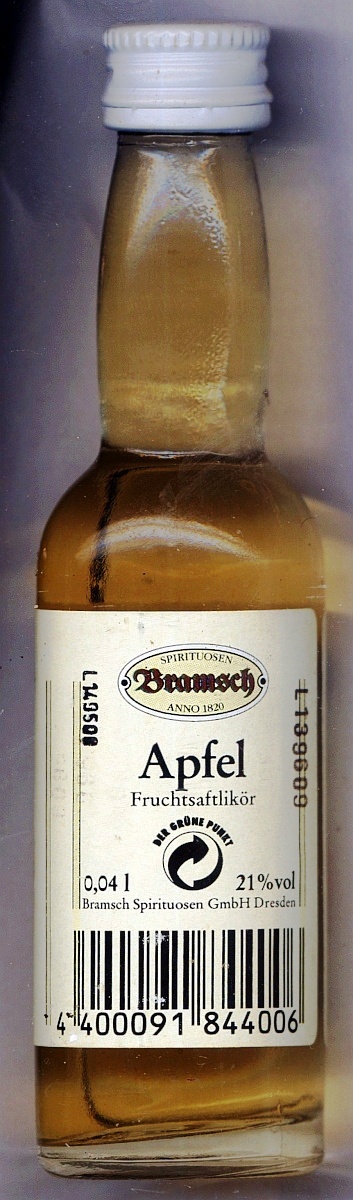 SPIRITUOSEN
Bramsch
ANNO 1820
Apfel
Fruchtsaftlikör
DER GRÜNE PUNKT
0,04 l 21%vol
Bramsch Spirituosen GmbH Dresden
4 400091 844006
L139609